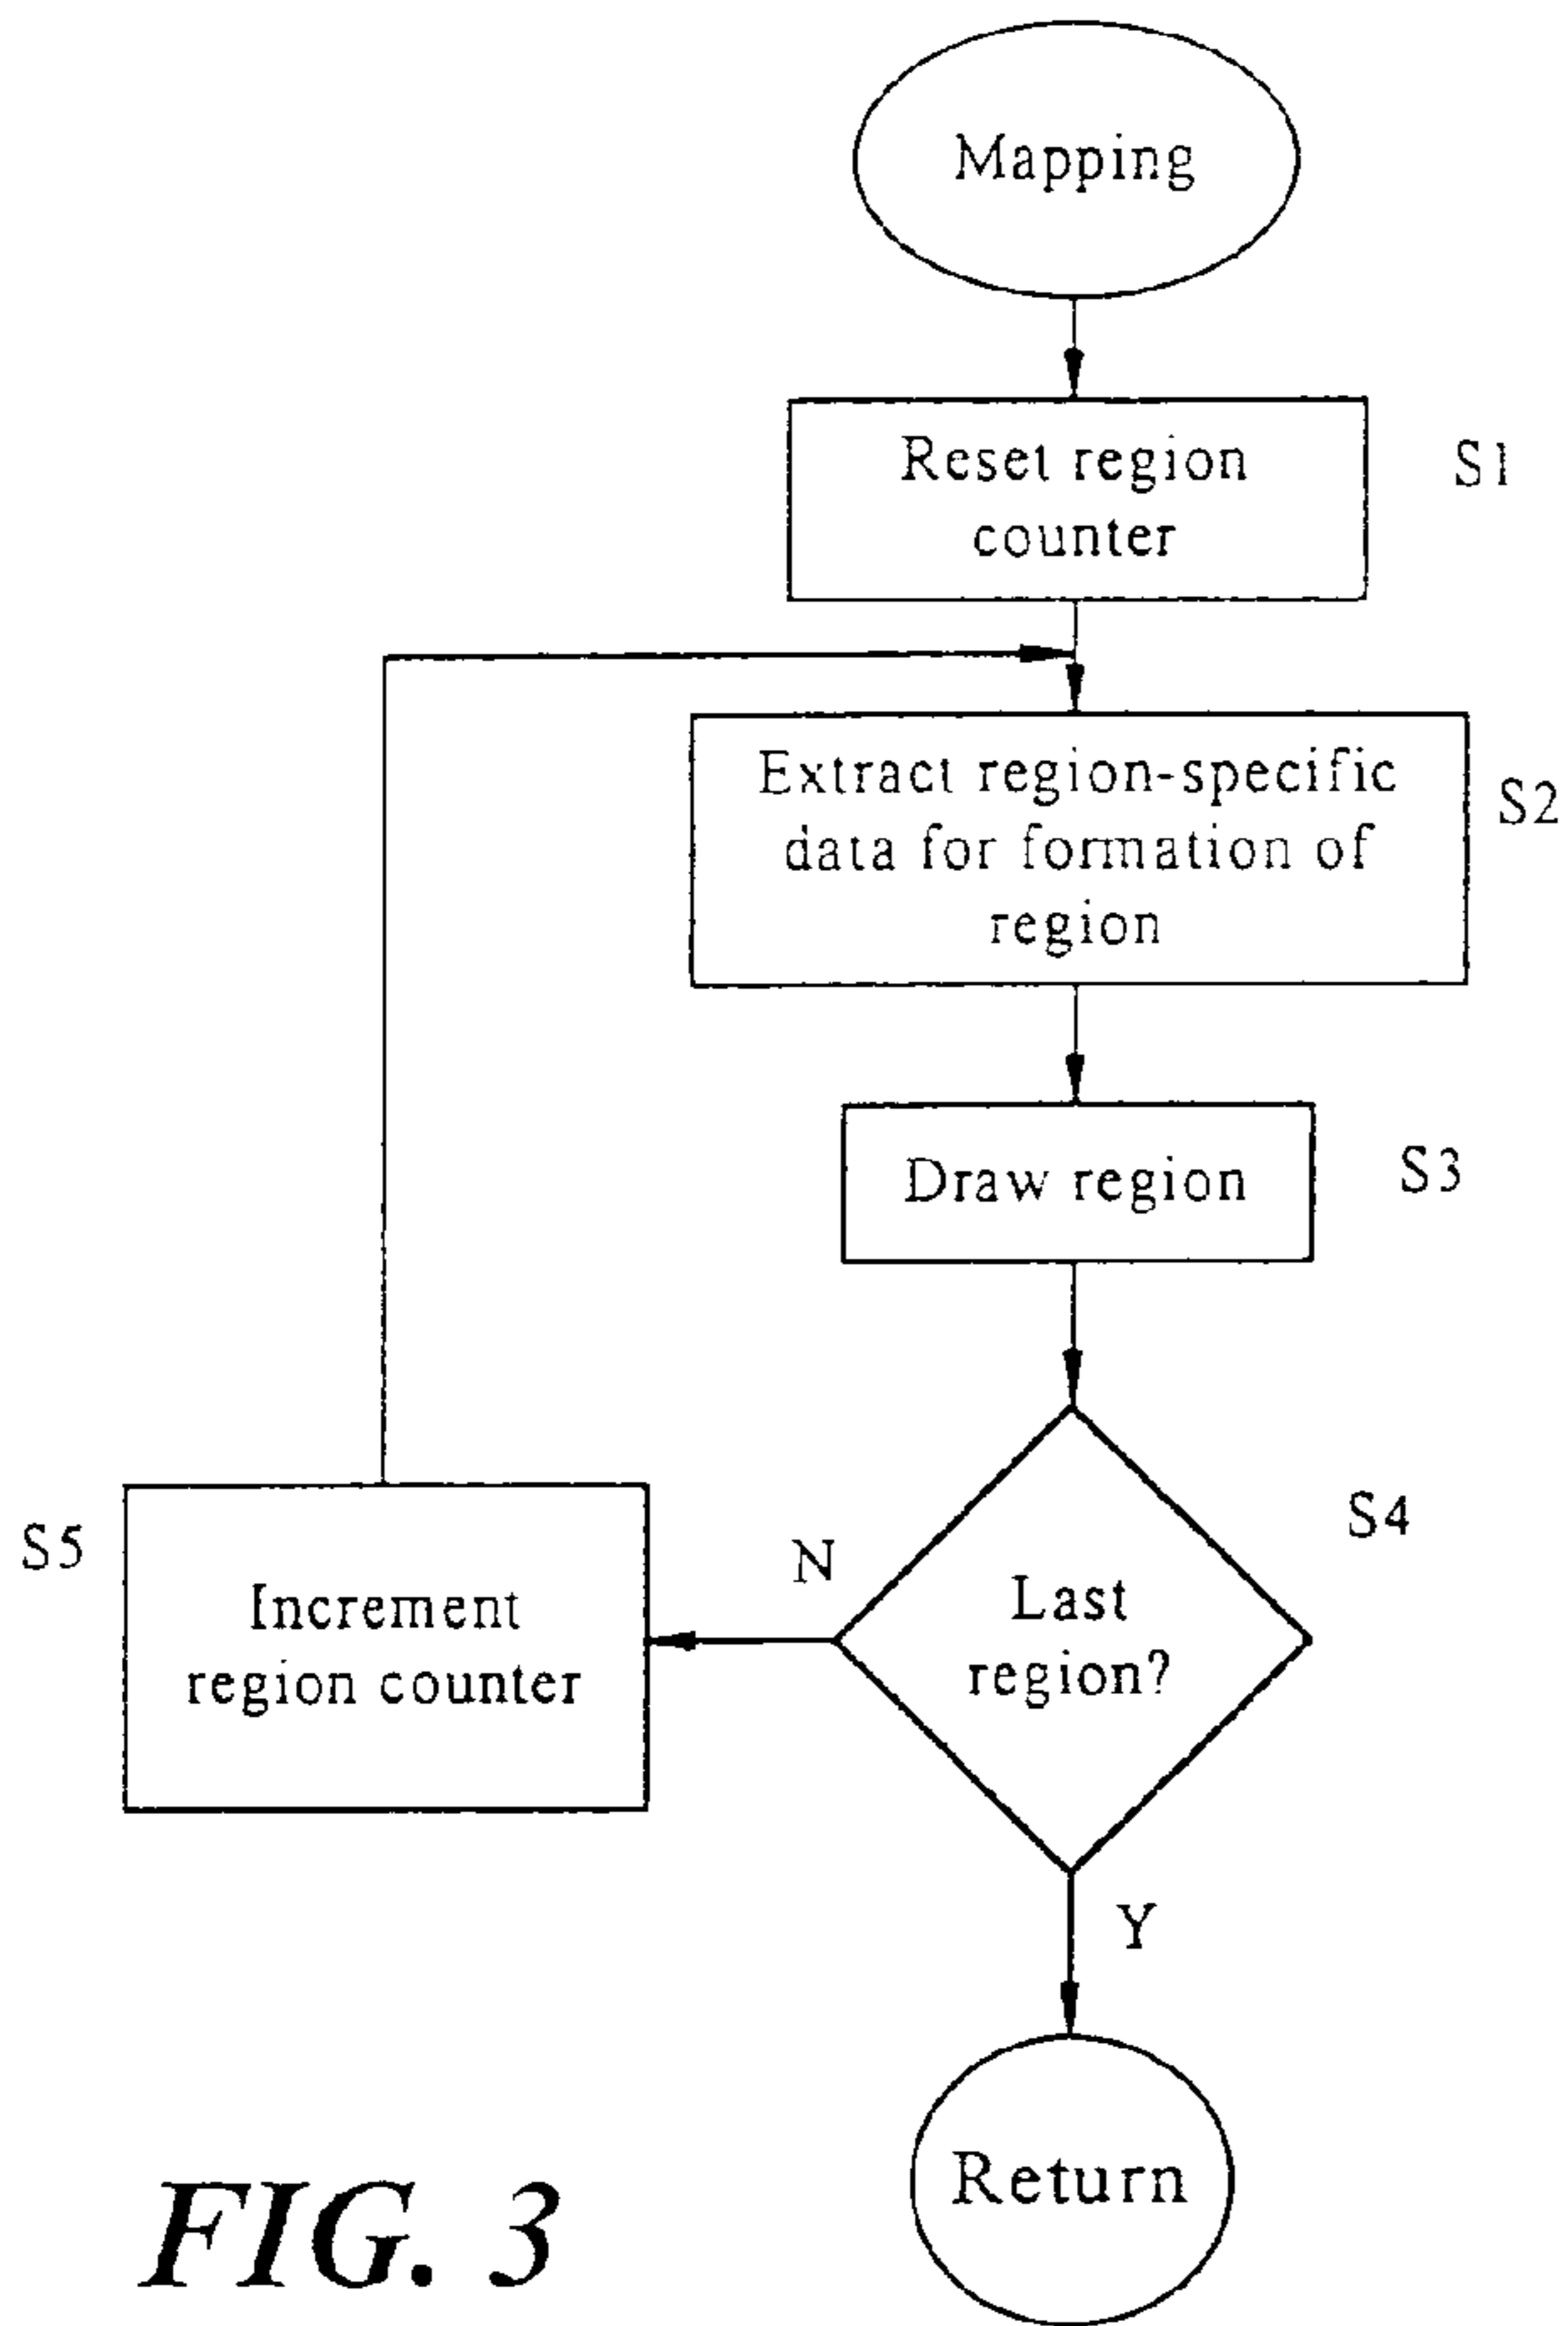 Mapping
Reset region
counter
S1
Extract region-specific
data for formation of
region
S2
Draw region
S3
S4
Last
region?
N
S5
Increment
region counter
Y
Return
FIG. 3